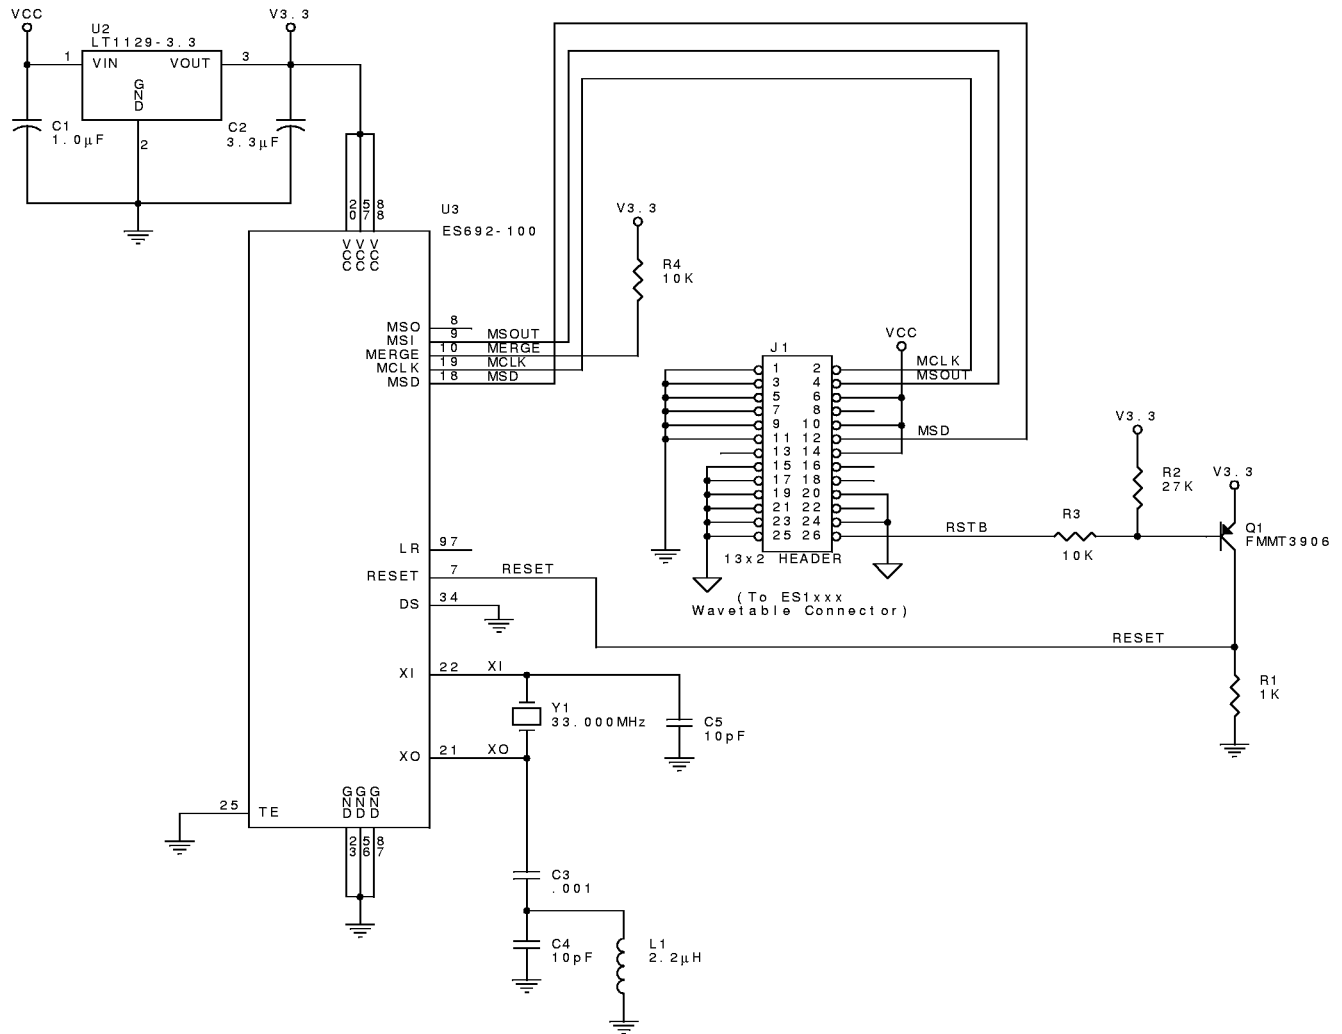 VCC
V3.3
U2
LT1129-3.3
1
VIN
VOUT
3
GND
2
C1
1.0µF
C2
3.3µF
20
57
88
U3
ES692-100
VCC
VCC
VCC
V3.3
R4
10K
MSO
8
MSI
9
MSOUT
MERGE
10
MERGE
MCLK
19
MCLK
MSD
18
MSD
VCC
J1
1 2
MCLK
3 4
MSOUT
5 6
7 8
9 10
11 12
MSD
13 14
15 16
17 18
19 20
21 22
23 24
25 26
RSTB
13x2 HEADER
(To ES1xxx
Wavetable Connector)
V3.3
R2
27K
R3
10K
V3.3
Q1
FMMT3906
LR
97
RESET
7
RESET
DS
34
RESET
R1
1K
XI
22
XI
Y1
33.000MHz
C5
10pF
XO
21
XO
25
TE
GND
GND
GND
23
56
87
C3
.001
C4
10pF
L1
2.2µH